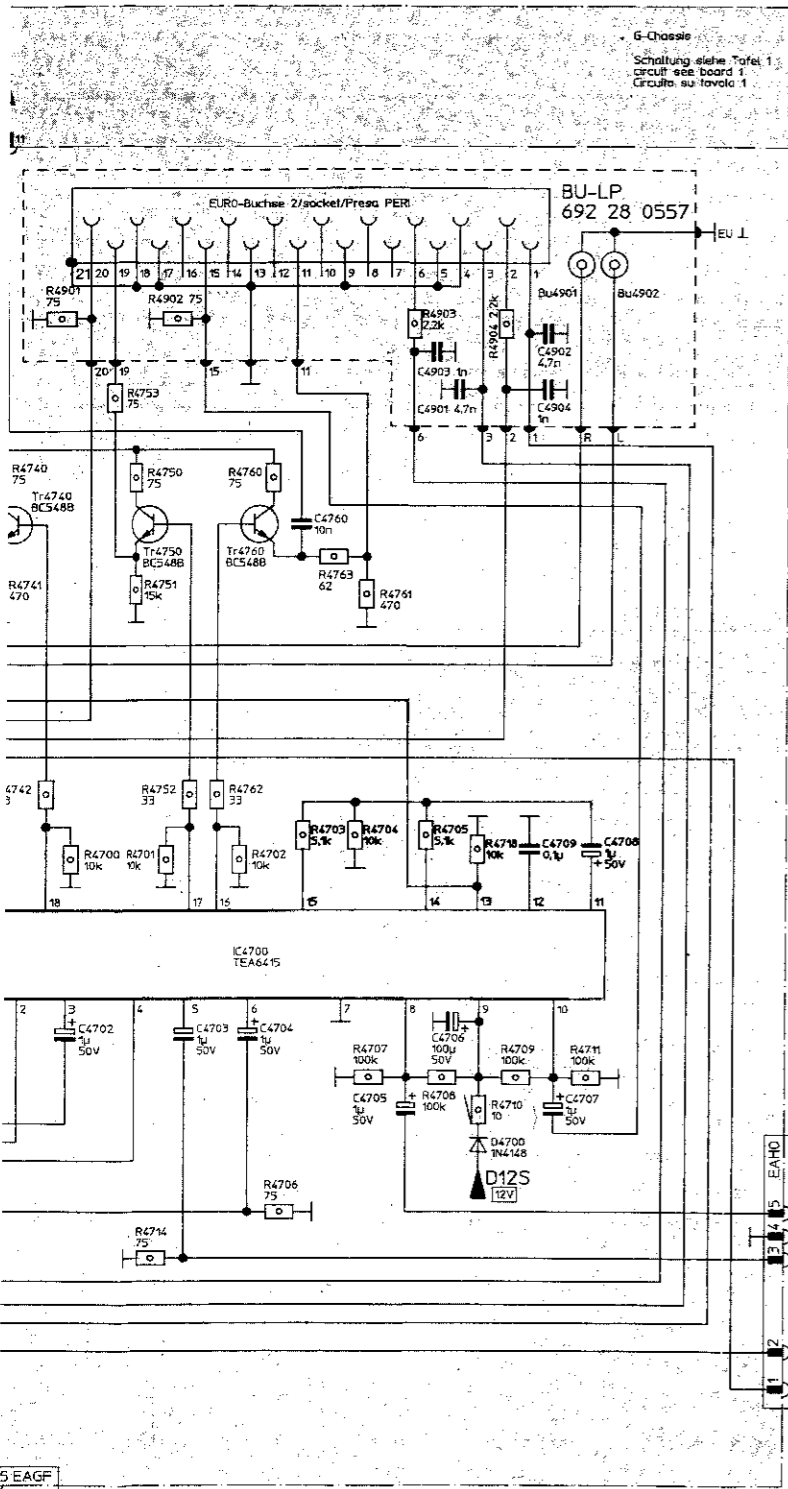 G-Chassis
Schaltung siehe Tafel 1
circuit see board 1
Circuito su tavola 1
11
EURO-Buchse 2/socket/Presa PERI
BU-LP
692 28 0557
EU
21 20 19 18 17 16 15 14 13 12 11 10 9 8 7 6 5 4 3 2 1
Bu4901
Bu4902
R4901
75
R4902 75
R4903
2,2k
R4904 2,2k
C4902
4,7n
C4903 1n
C4901 4,7n
C4904
1n
20
19
15
11
6
3
2
1
R
L
R4753
75
R4740
75
R4750
75
R4760
75
Tr4740
BC548B
C4760
10n
Tr4750
BC548B
Tr4760
BC548B
R4763
62
R4741
470
R4751
15k
R4761
470
4742
3
R4752
33
R4762
33
R4700
10k
R4701
10k
R4702
10k
R4703
5,1k
R4704
10k
R4705
5,1k
R4718
10k
C4709
0,1µ
C4708
1µ
+ 50V
18
17
16
15
14
13
12
11
IC4700
TEA6415
2
3
4
5
6
7
8
9
10
C4702
1µ
50V
C4703
1µ
50V
C4704
1µ
50V
C4706
100µ
50V
R4707
100k
R4709
100k
R4711
100k
C4705
1µ
50V
R4708
100k
R4710
10
C4707
1µ
50V
D4700
1N4148
D12S
12V
R4706
75
R4714
75
EAHO
5
4
3
2
1
5 EAGF